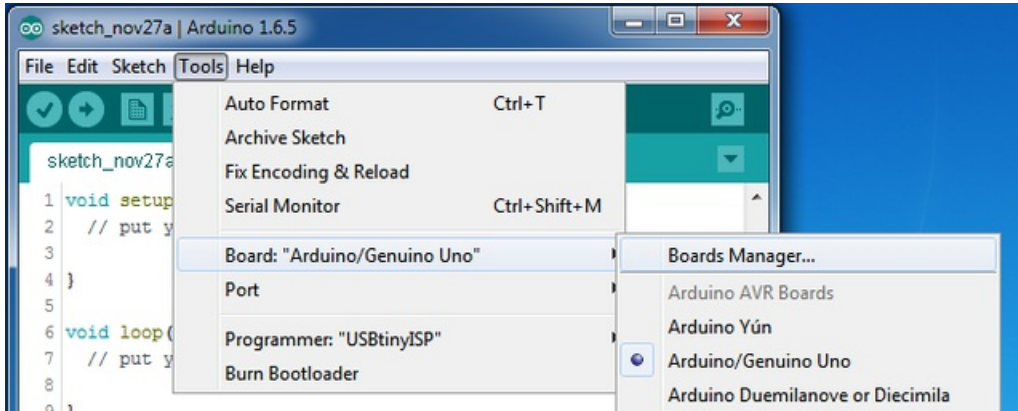 sketch_nov27a | Arduino 1.6.5
File Edit Sketch Tools Help
Auto Format Ctrl+T
Archive Sketch
sketch_nov27a
Fix Encoding & Reload
1 void setup
Serial Monitor Ctrl+Shift+M
2 // put y
3
Board: "Arduino/Genuino Uno" Boards Manager...
4 }
Port Arduino AVR Boards
5
6 void loop(
Programmer: "USBtinyISP" Arduino Yún
7 // put y
Burn Bootloader Arduino/Genuino Uno
8
Arduino Duemilanove or Diecimila
9 }